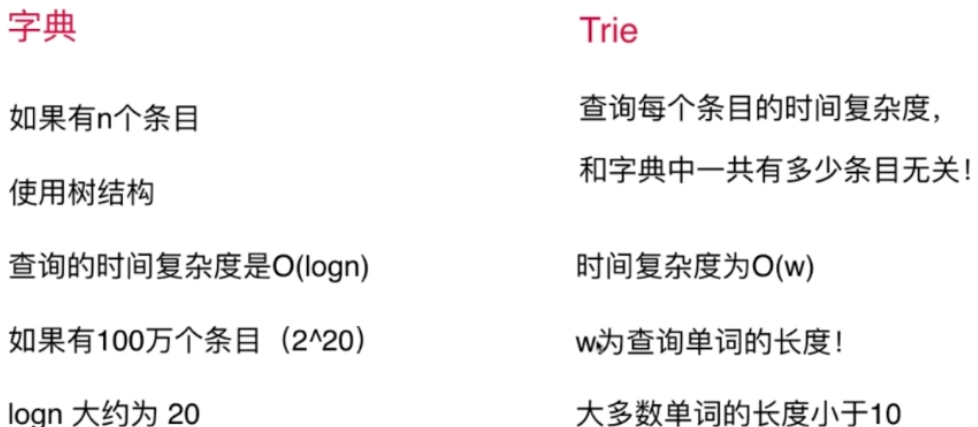 字典
如果有n个条目
使用树结构
查询的时间复杂度是O(logn)
如果有100万个条目（2^20）
logn 大约为 20
Trie
查询每个条目的时间复杂度，
和字典中一共有多少条目无关！
时间复杂度为O(w)
w为查询单词的长度！
大多数单词的长度小于10